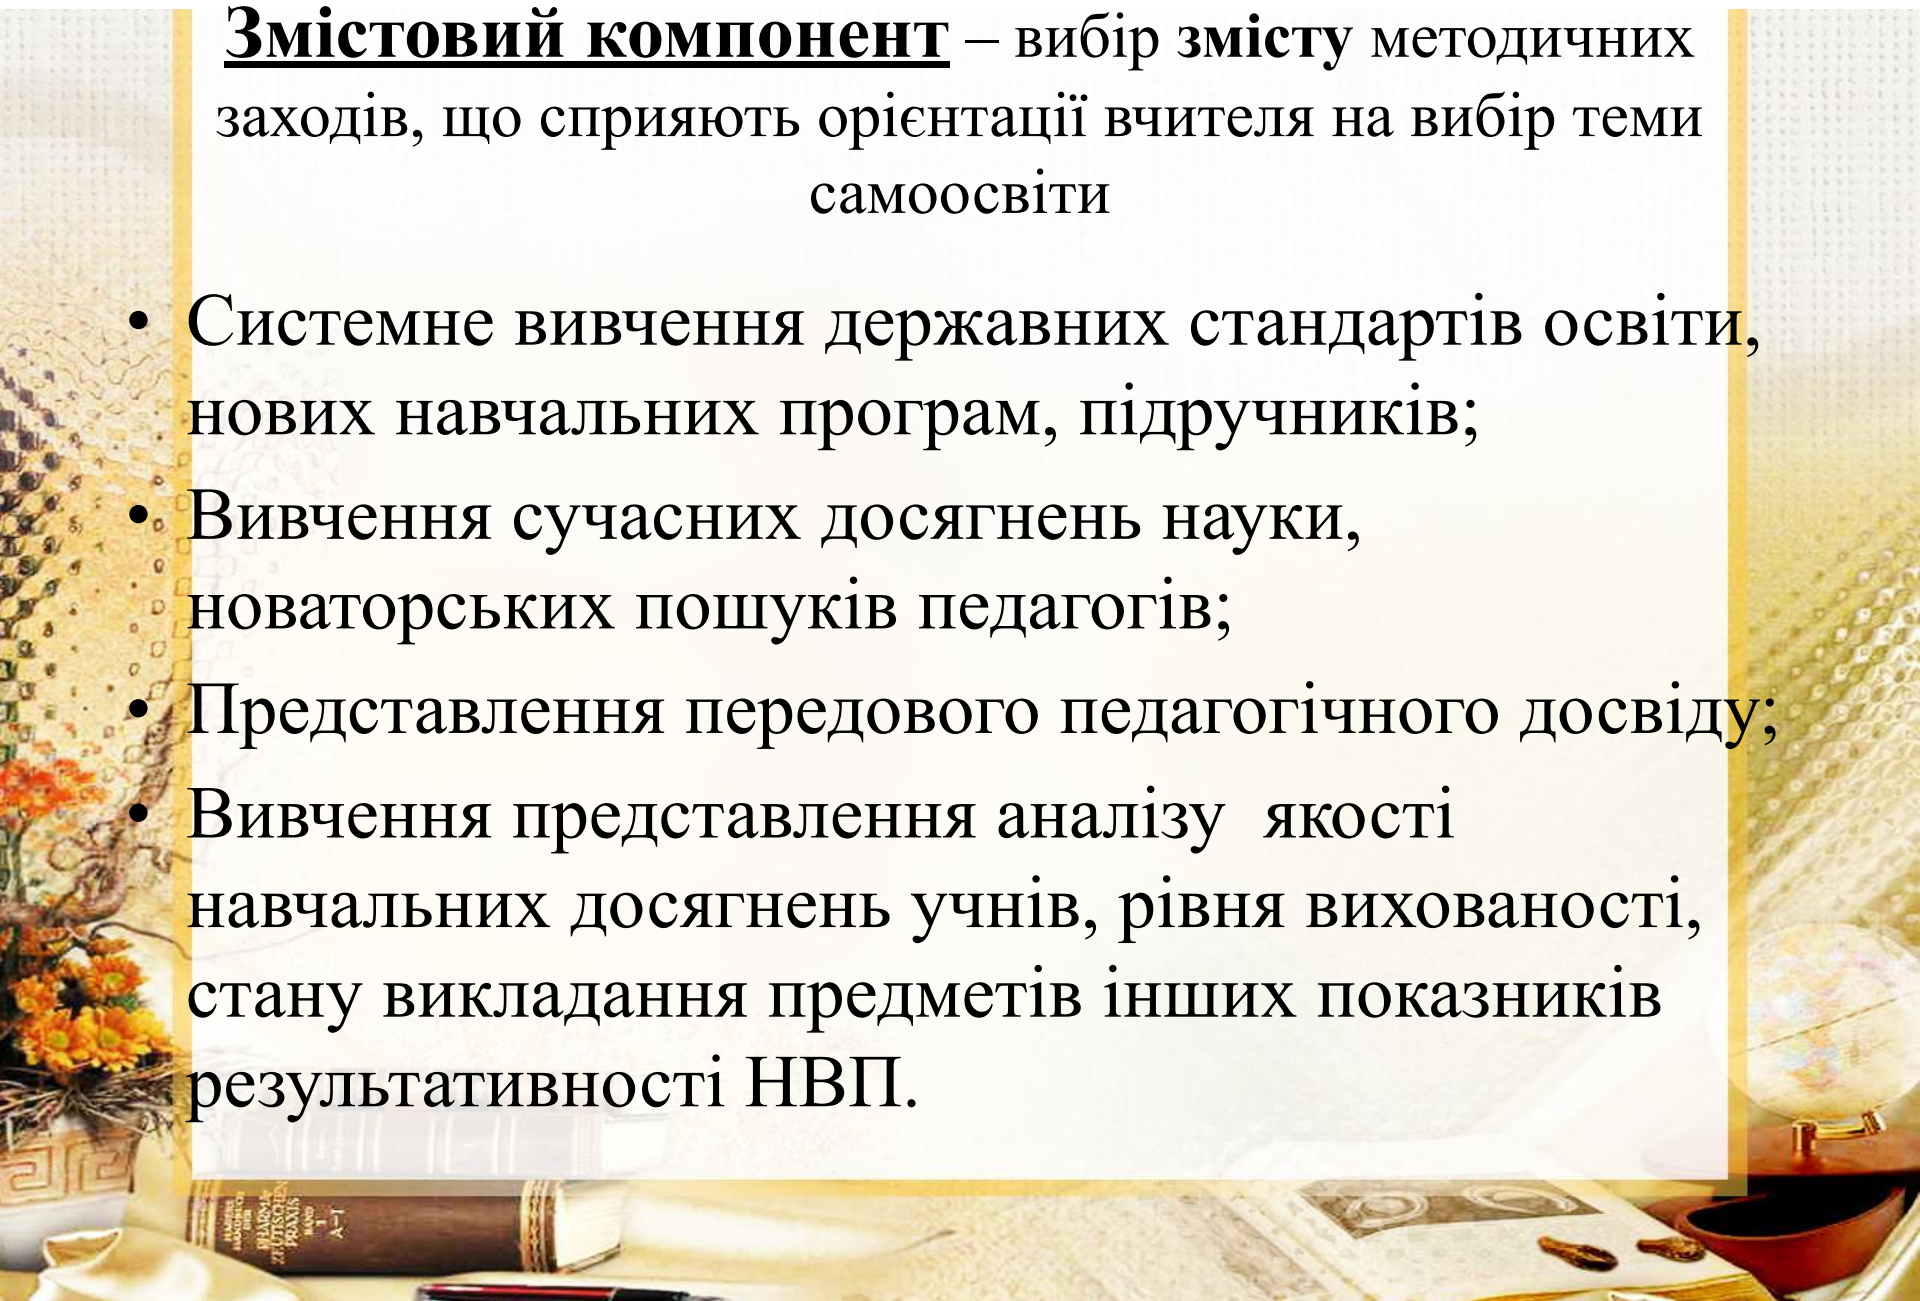 Змістовий компонент – вибір змісту методичних
заходів, що сприяють орієнтації вчителя на вибір теми
самоосвіти
• Системне вивчення державних стандартів освіти,
нових навчальних програм, підручників;
• Вивчення сучасних досягнень науки,
новаторських пошуків педагогів;
• Представлення передового педагогічного досвіду;
• Вивчення представлення аналізу  якості
навчальних досягнень учнів, рівня вихованості,
стану викладання предметів інших показників
результативності НВП.
PRAXIS
A–T